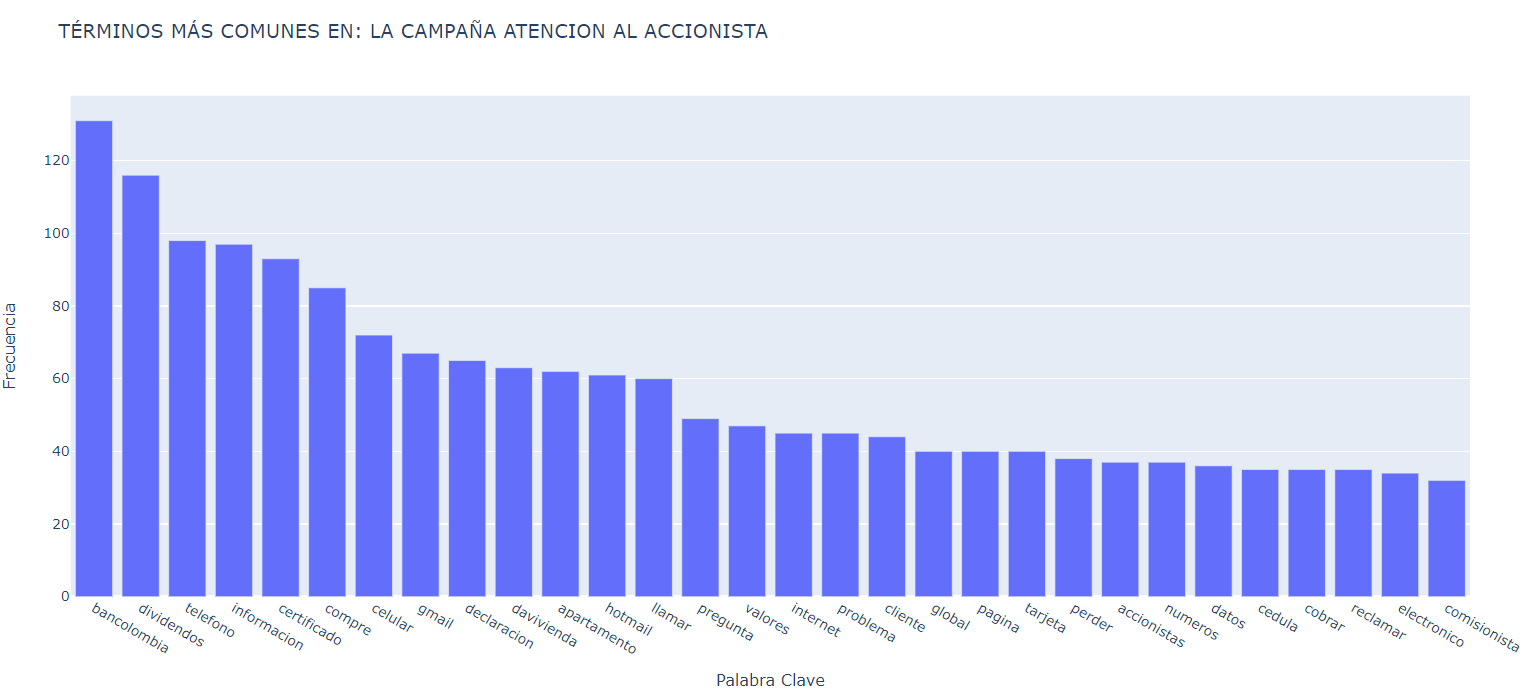 TÉRMINOS MÁS COMUNES EN: LA CAMPAÑA ATENCION AL ACCIONISTA
120
100
80
60
40
20
0
Frecuencia
bancolombia
dividendos
telefono
informacion
certificado
compre
celular
gmail
declaracion
davivienda
apartamento
hotmail
llamar
pregunta
valores
internet
problema
cliente
global
pagina
tarjeta
perder
accionistas
numeros
datos
cedula
cobrar
reclamar
electronico
comisionista
Palabra Clave